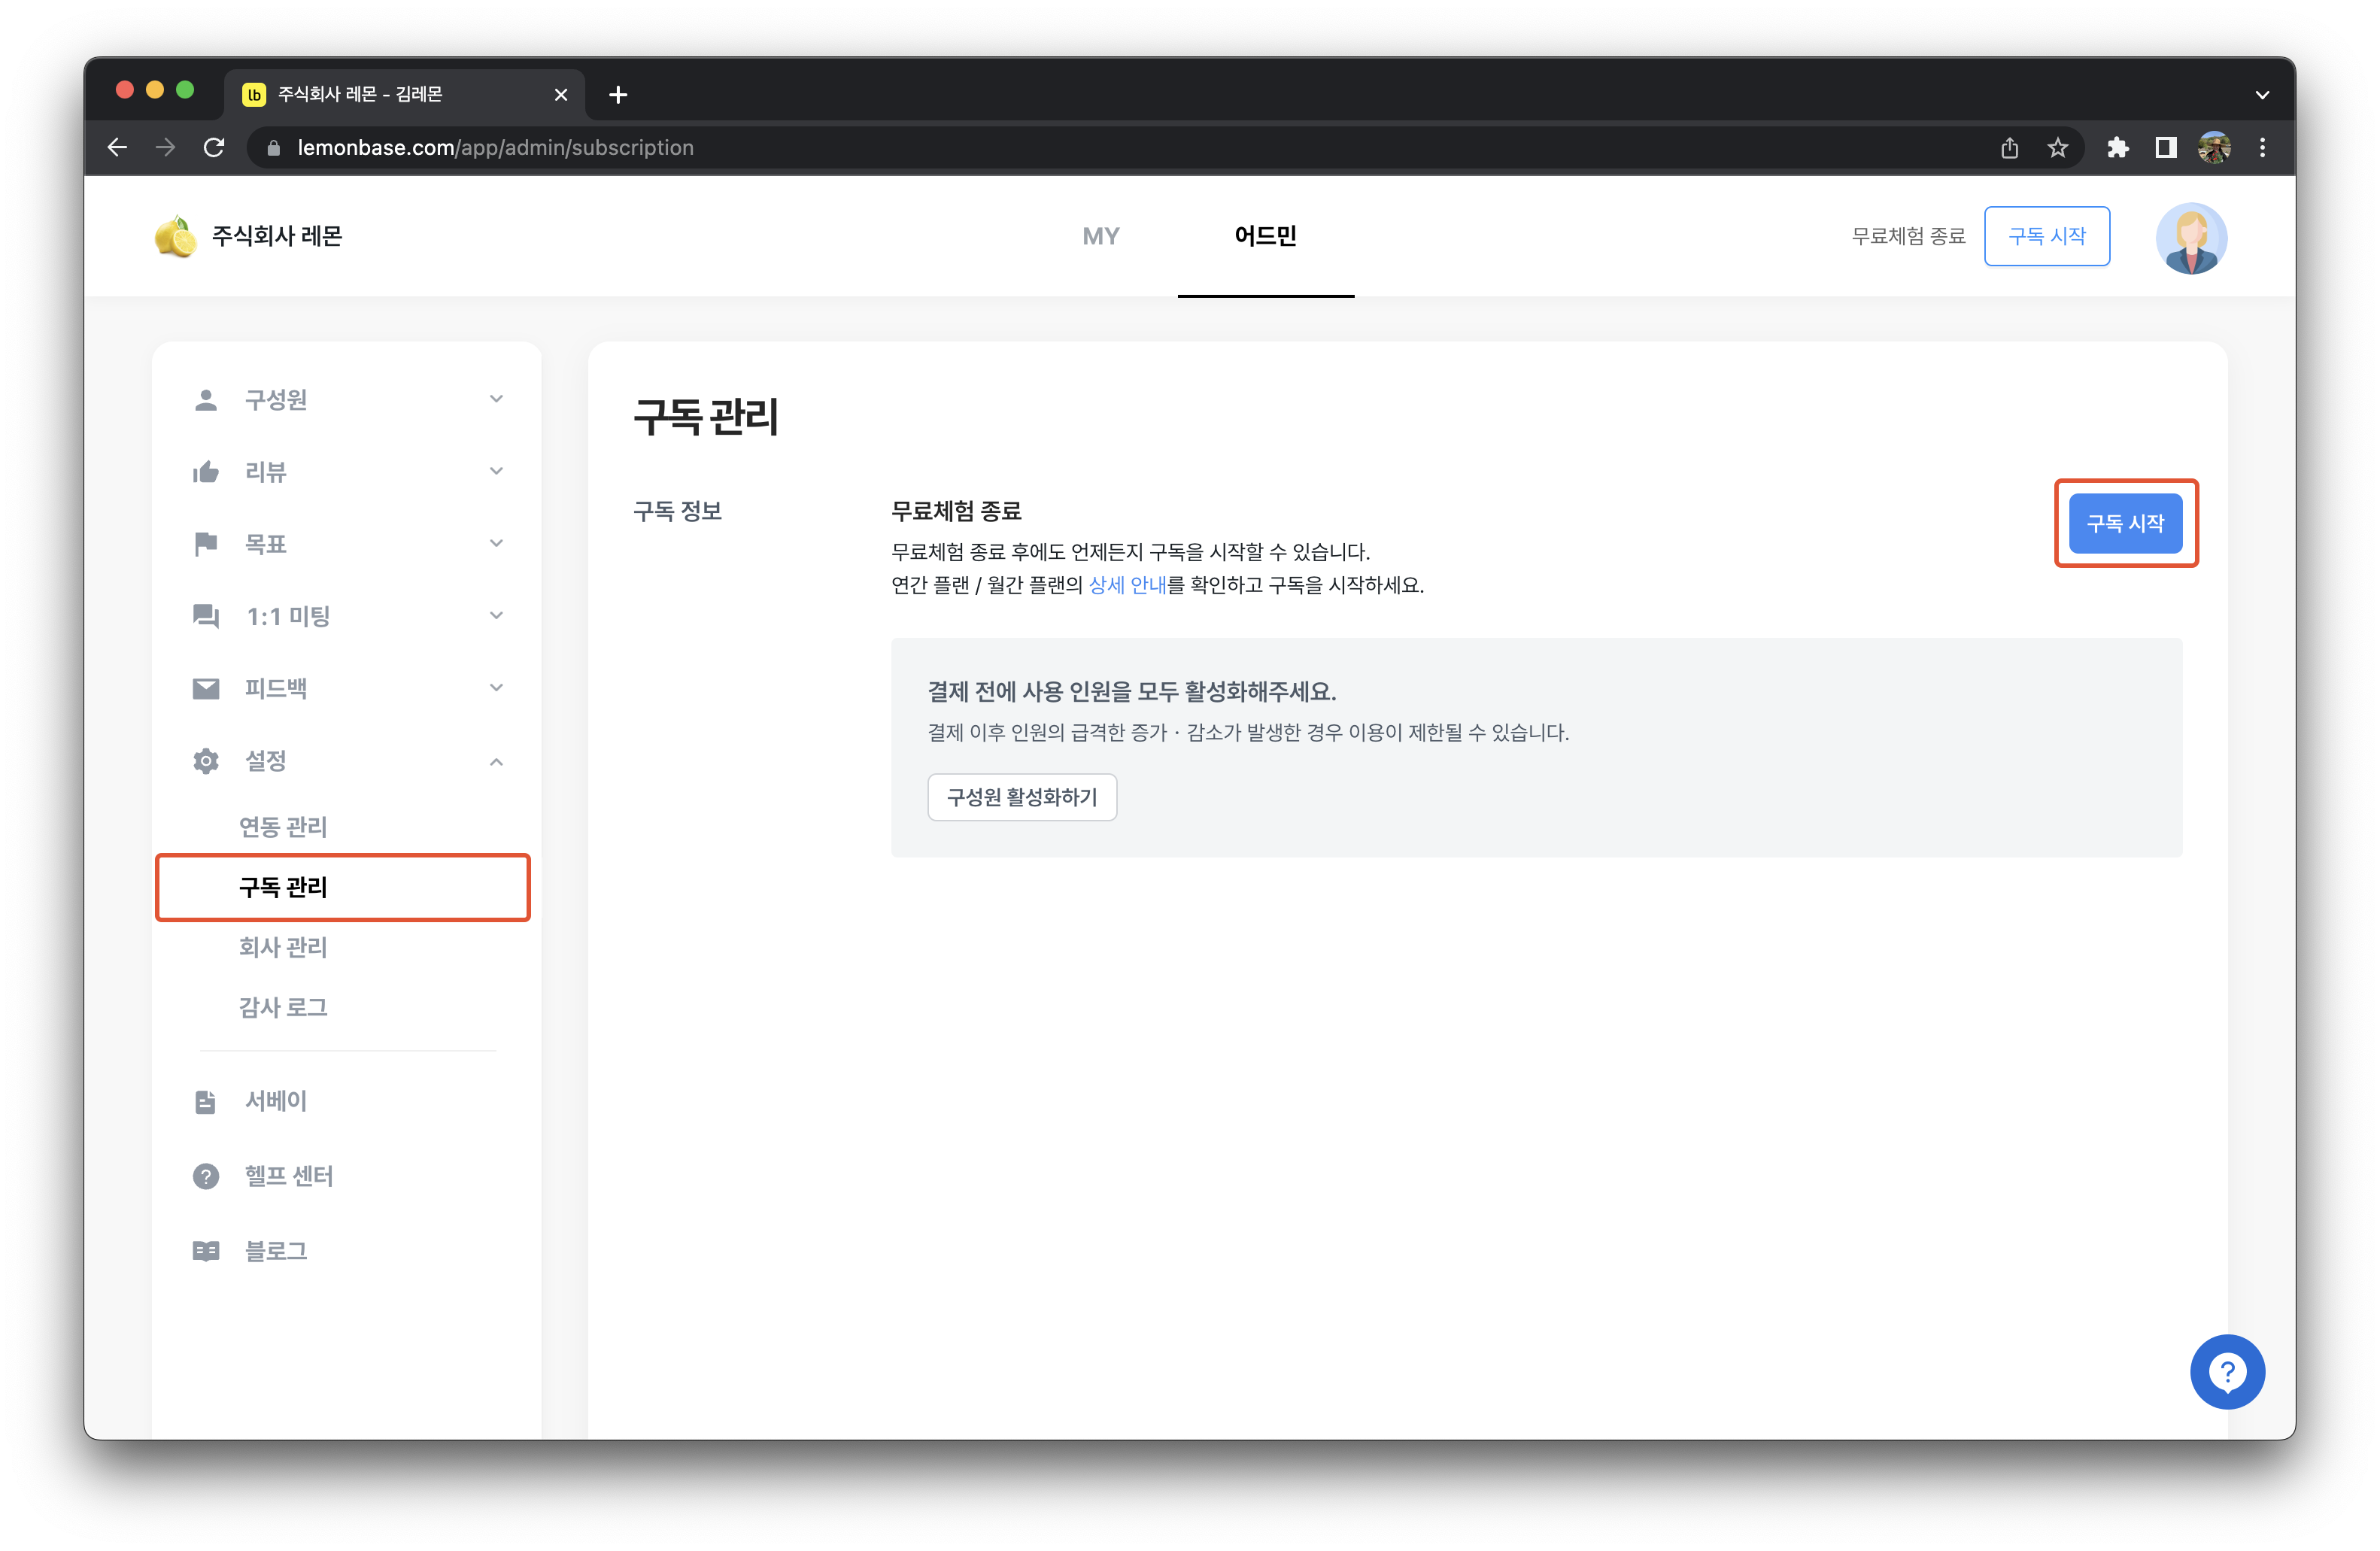 lb 주식회사 레몬 - 김레몬
lemonbase.com/app/admin/subscription
주식회사 레몬
MY
어드민
무료체험 종료
구독 시작
구성원
리뷰
목표
1:1 미팅
피드백
설정
연동 관리
구독 관리
회사 관리
감사 로그
서베이
헬프 센터
블로그
구독 관리
구독 정보
무료체험 종료
무료체험 종료 후에도 언제든지 구독을 시작할 수 있습니다.
연간 플랜 / 월간 플랜의 상세 안내를 확인하고 구독을 시작하세요.
구독 시작
결제 전에 사용 인원을 모두 활성화해주세요.
결제 이후 인원의 급격한 증가 · 감소가 발생한 경우 이용이 제한될 수 있습니다.
구성원 활성화하기